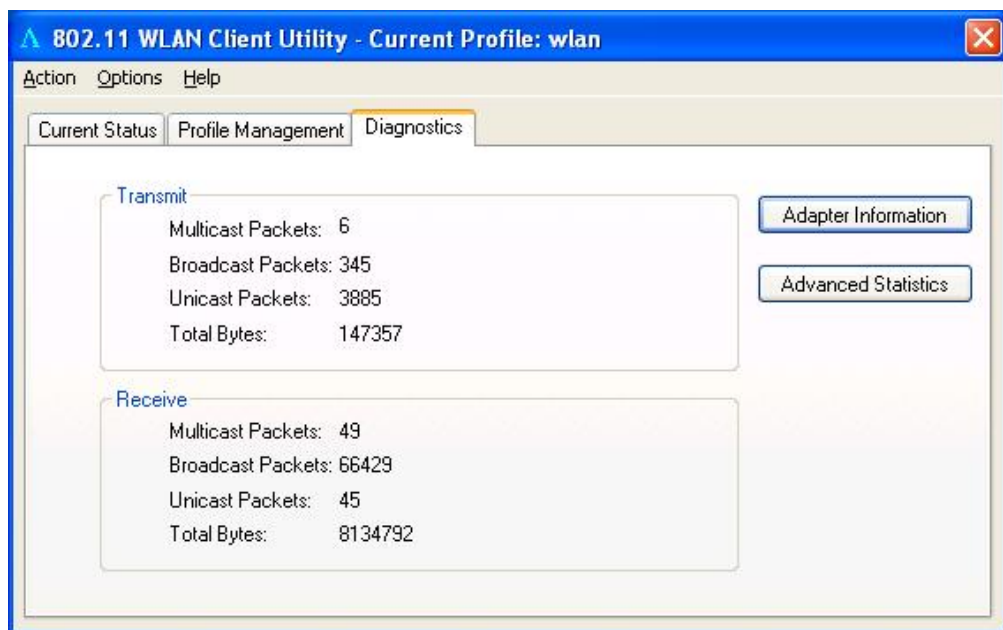 802.11 WLAN Client Utility - Current Profile: wlan
Action Options Help
Current Status Profile Management Diagnostics
Transmit
Multicast Packets: 6
Broadcast Packets: 345
Unicast Packets: 3885
Total Bytes: 147357
Adapter Information
Advanced Statistics
Receive
Multicast Packets: 49
Broadcast Packets: 66429
Unicast Packets: 45
Total Bytes: 8134792